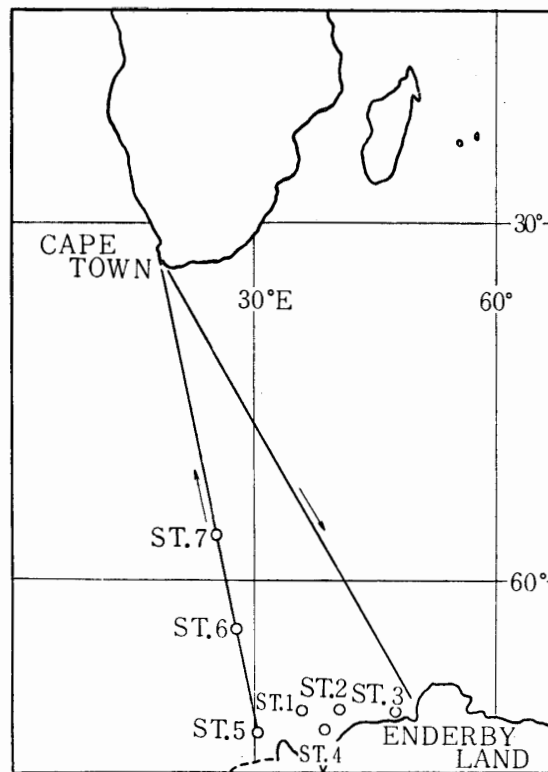 30°
CAPE
TOWN
30°E
60°
ST.7
60°
ST.6
ST.1
ST.2
ST.3
ST.5
ST.4
ENDERBY
LAND